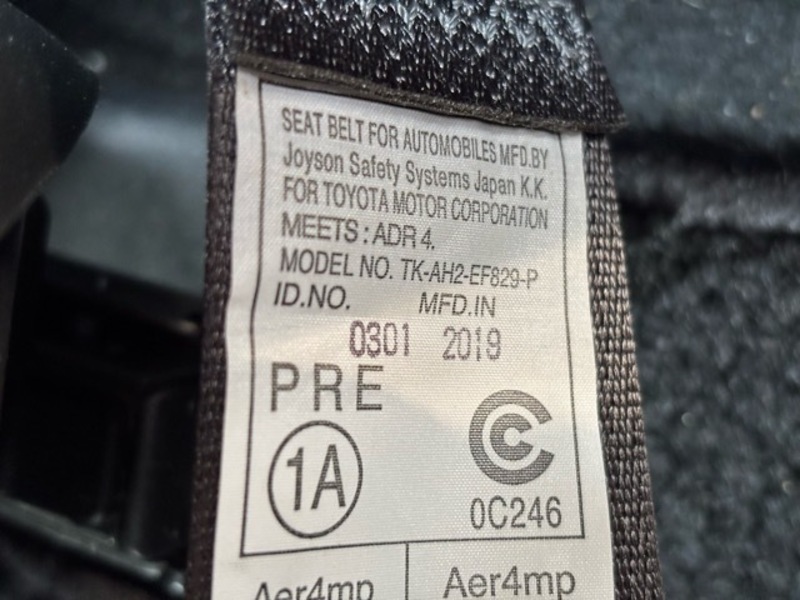 SEAT BELT FOR AUTOMOBILES MFD.BY
Joyson Safety Systems Japan K.K.
FOR TOYOTA MOTOR CORPORATION
MEETS : ADR 4.
MODEL NO. TK-AH2-EF829-P
ID.NO. MFD.IN
0301 2019
PRE
1A
0C246
Aer4mp Aer4mp